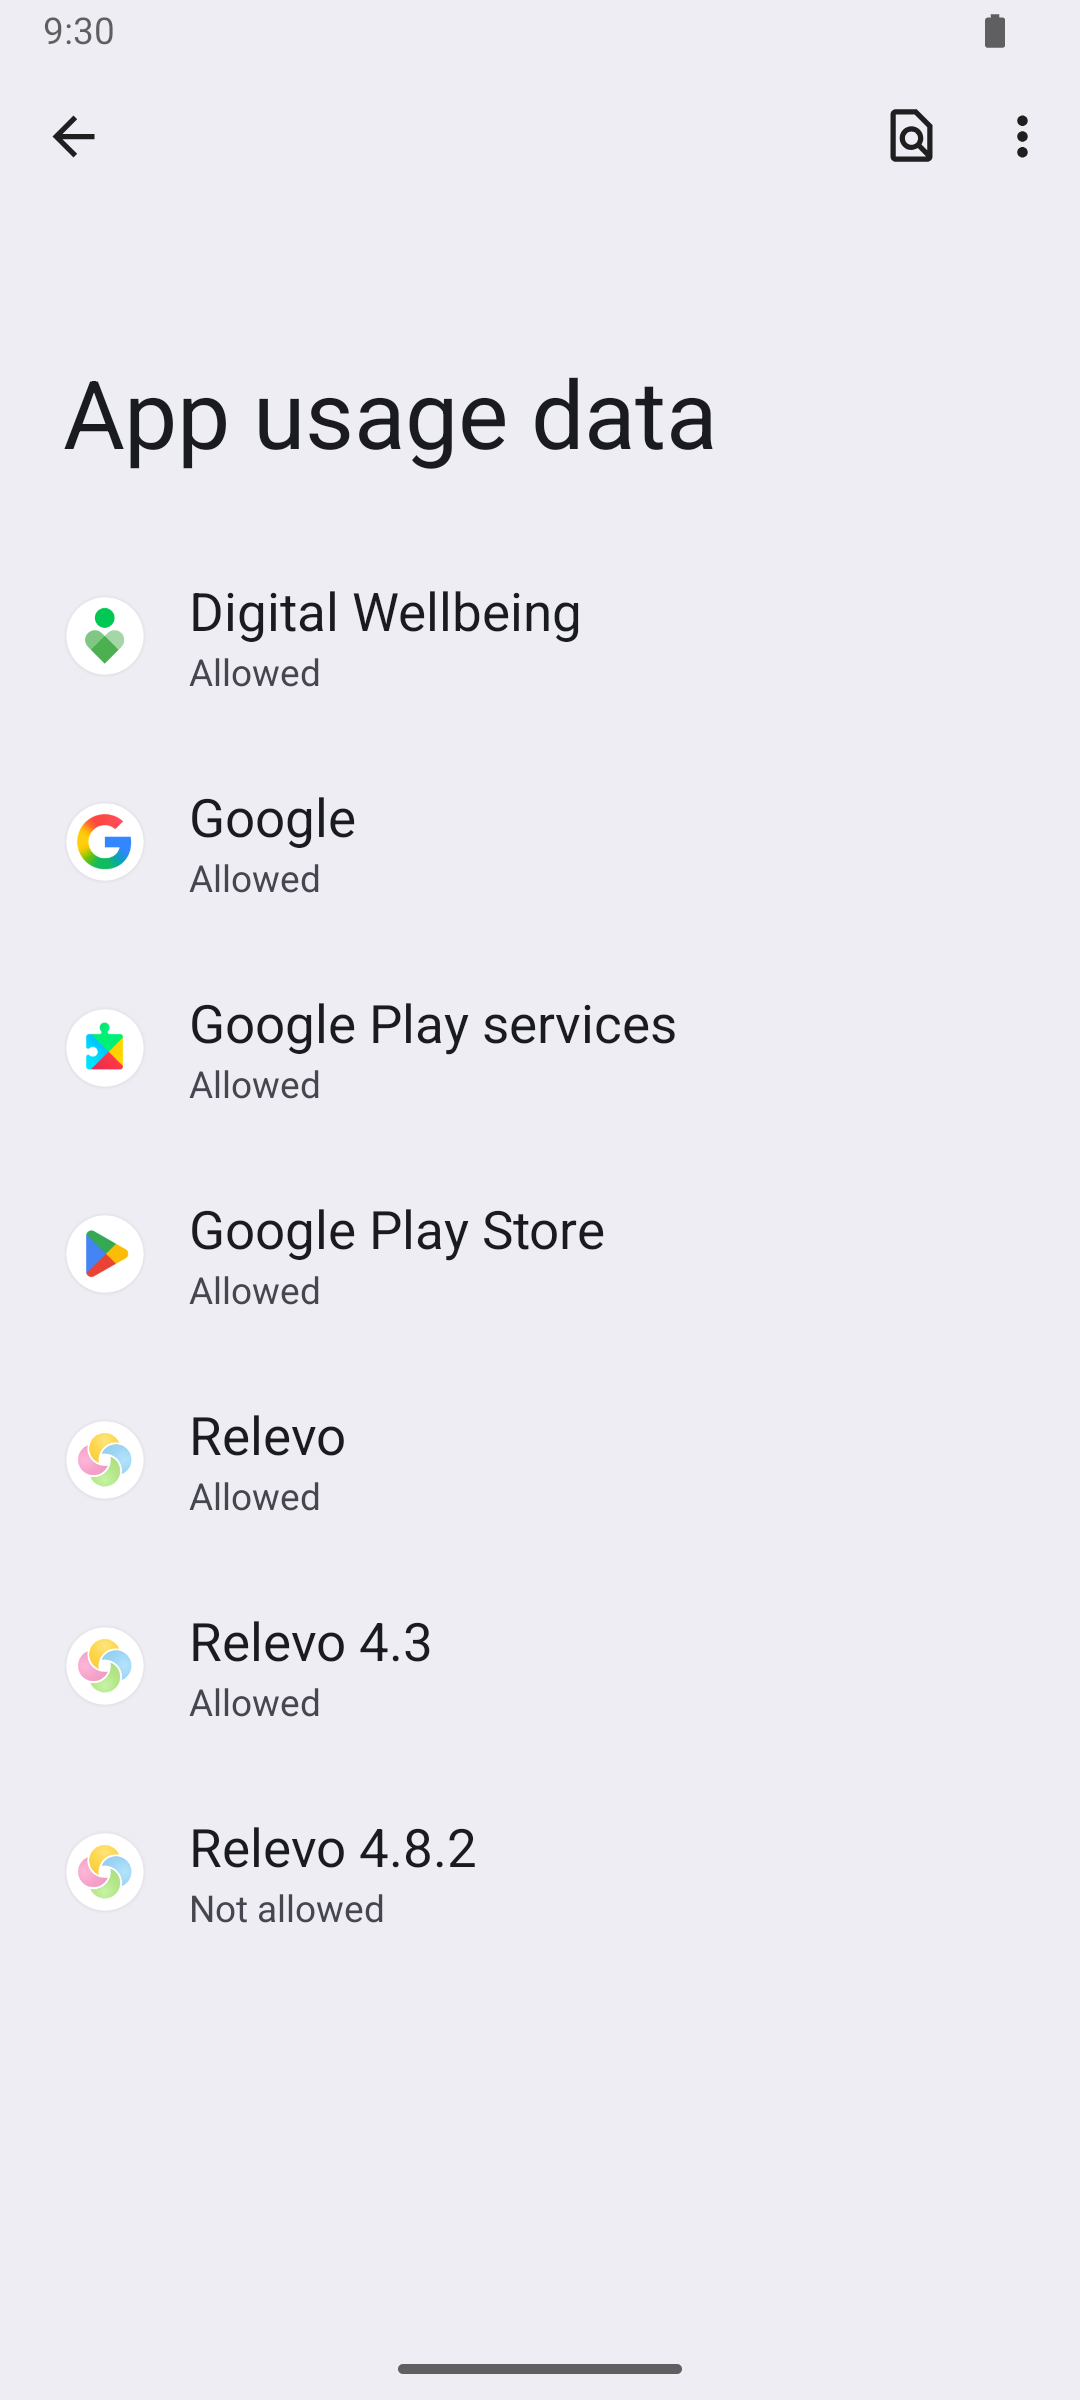 9:30
App usage data
Digital Wellbeing
Allowed
Google
Allowed
Google Play services
Allowed
Google Play Store
Allowed
Relevo
Allowed
Relevo 4.3
Allowed
Relevo 4.8.2
Not allowed